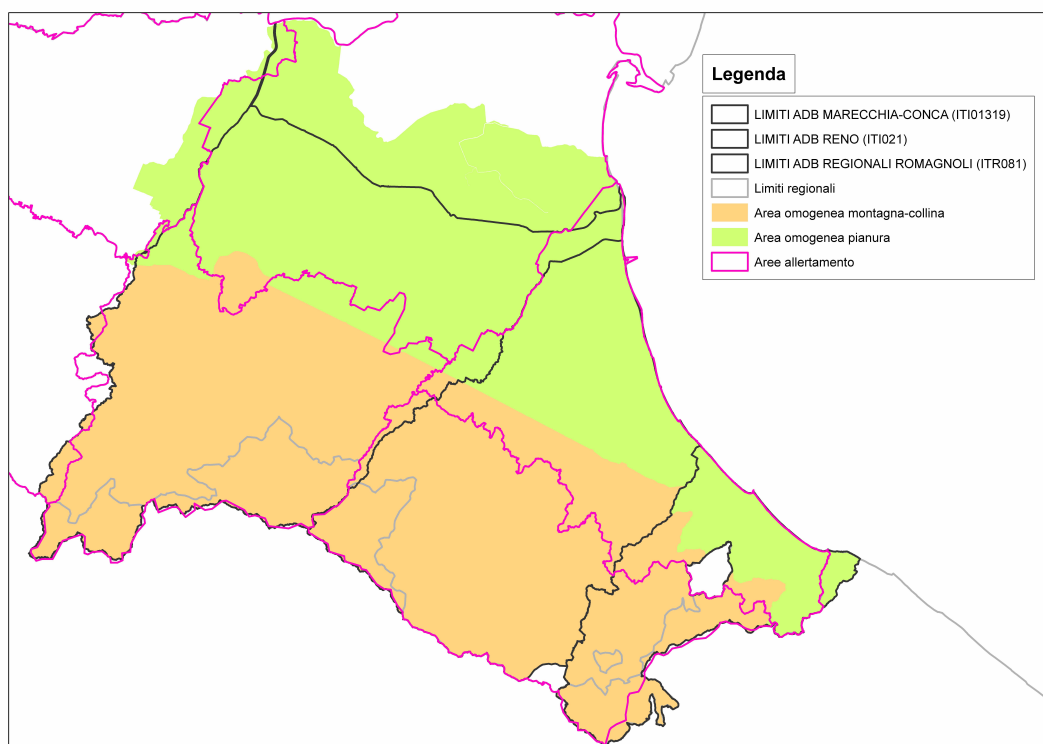 Legenda
LIMITI ADB MARECCHIA-CONCA (ITI01319)
LIMITI ADB RENO (ITI021)
LIMITI ADB REGIONALI ROMAGNOLI (ITR081)
Limiti regionali
Area omogenea montagna-collina
Area omogenea pianura
Aree allertamento